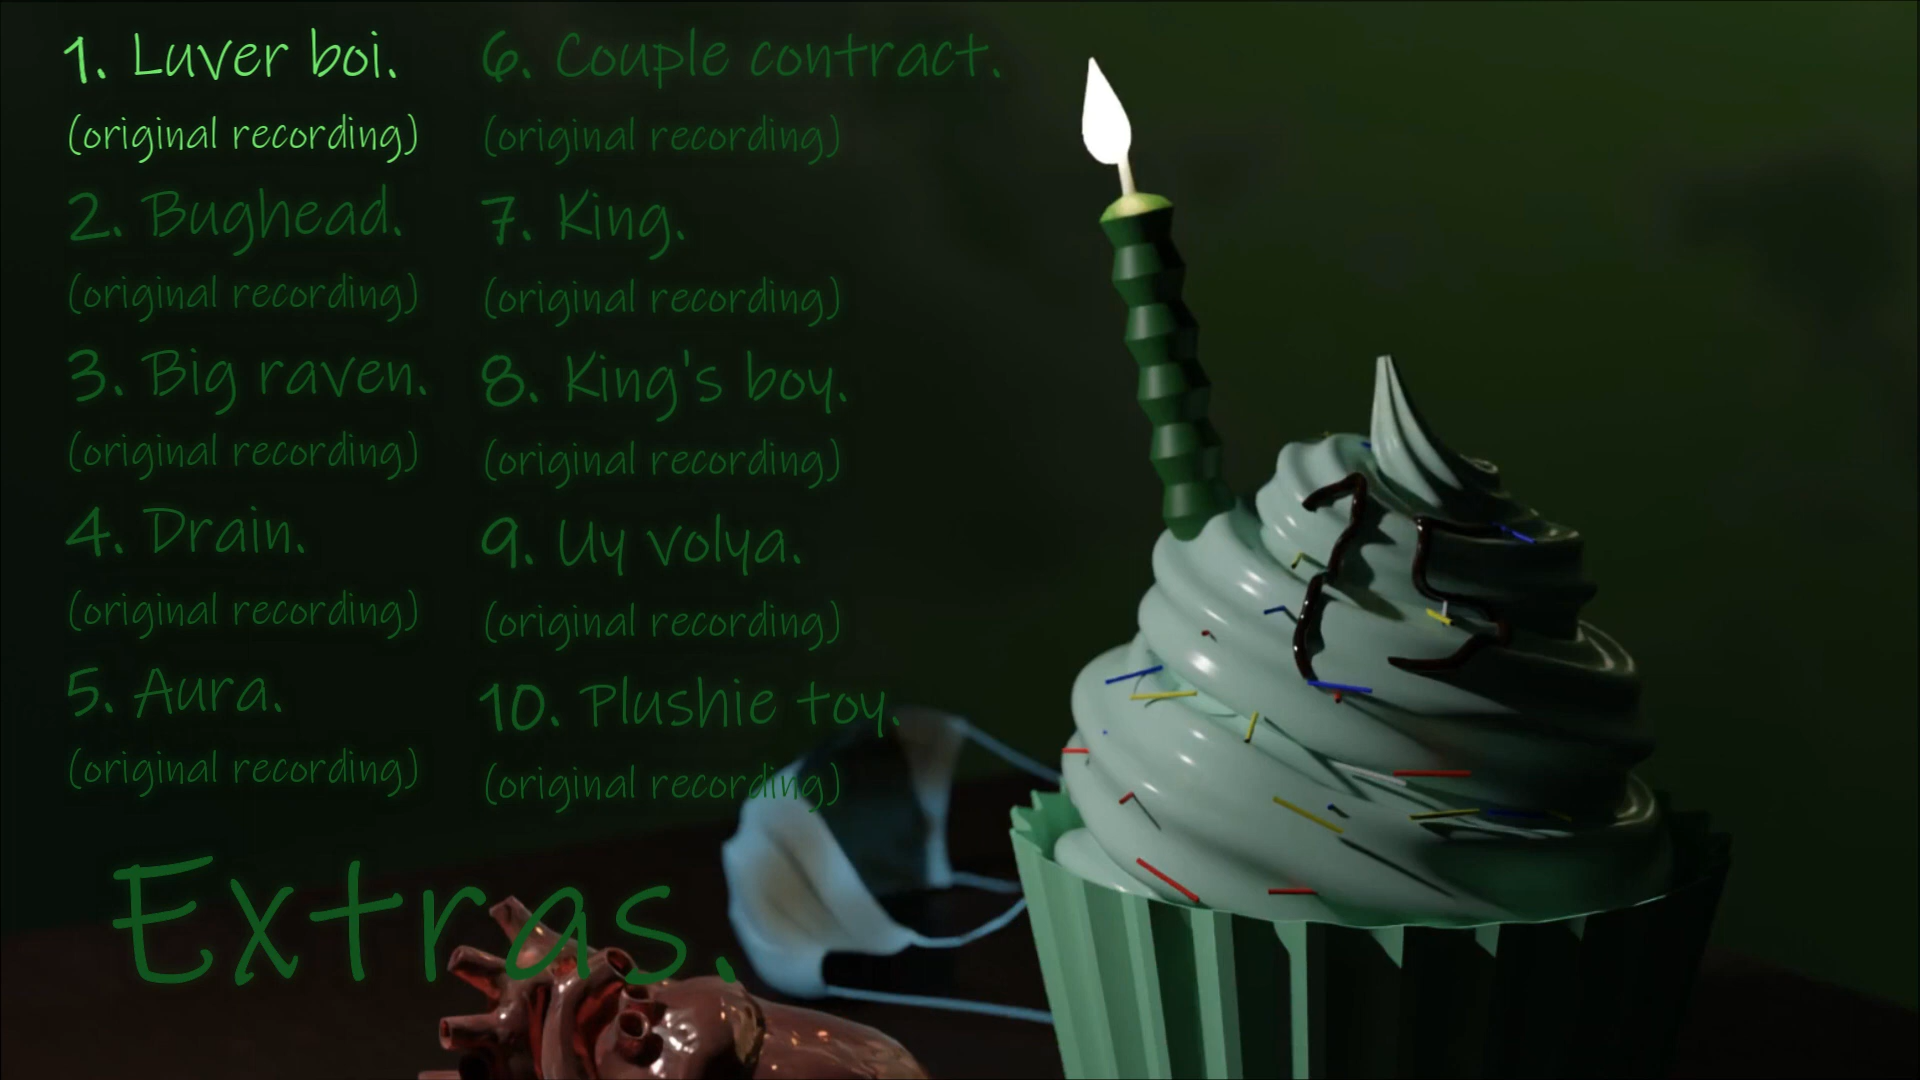 1. Luver boi.
(original recording)
2. Bughead.
(original recording)
3. Big raven.
(original recording)
4. Drain.
(original recording)
5. Aura.
(original recording)
6. Couple contract.
(original recording)
7. King.
(original recording)
8. King's boy.
(original recording)
9. Uy volya.
(original recording)
10. Plushie toy.
(original recording)
Extras.
15